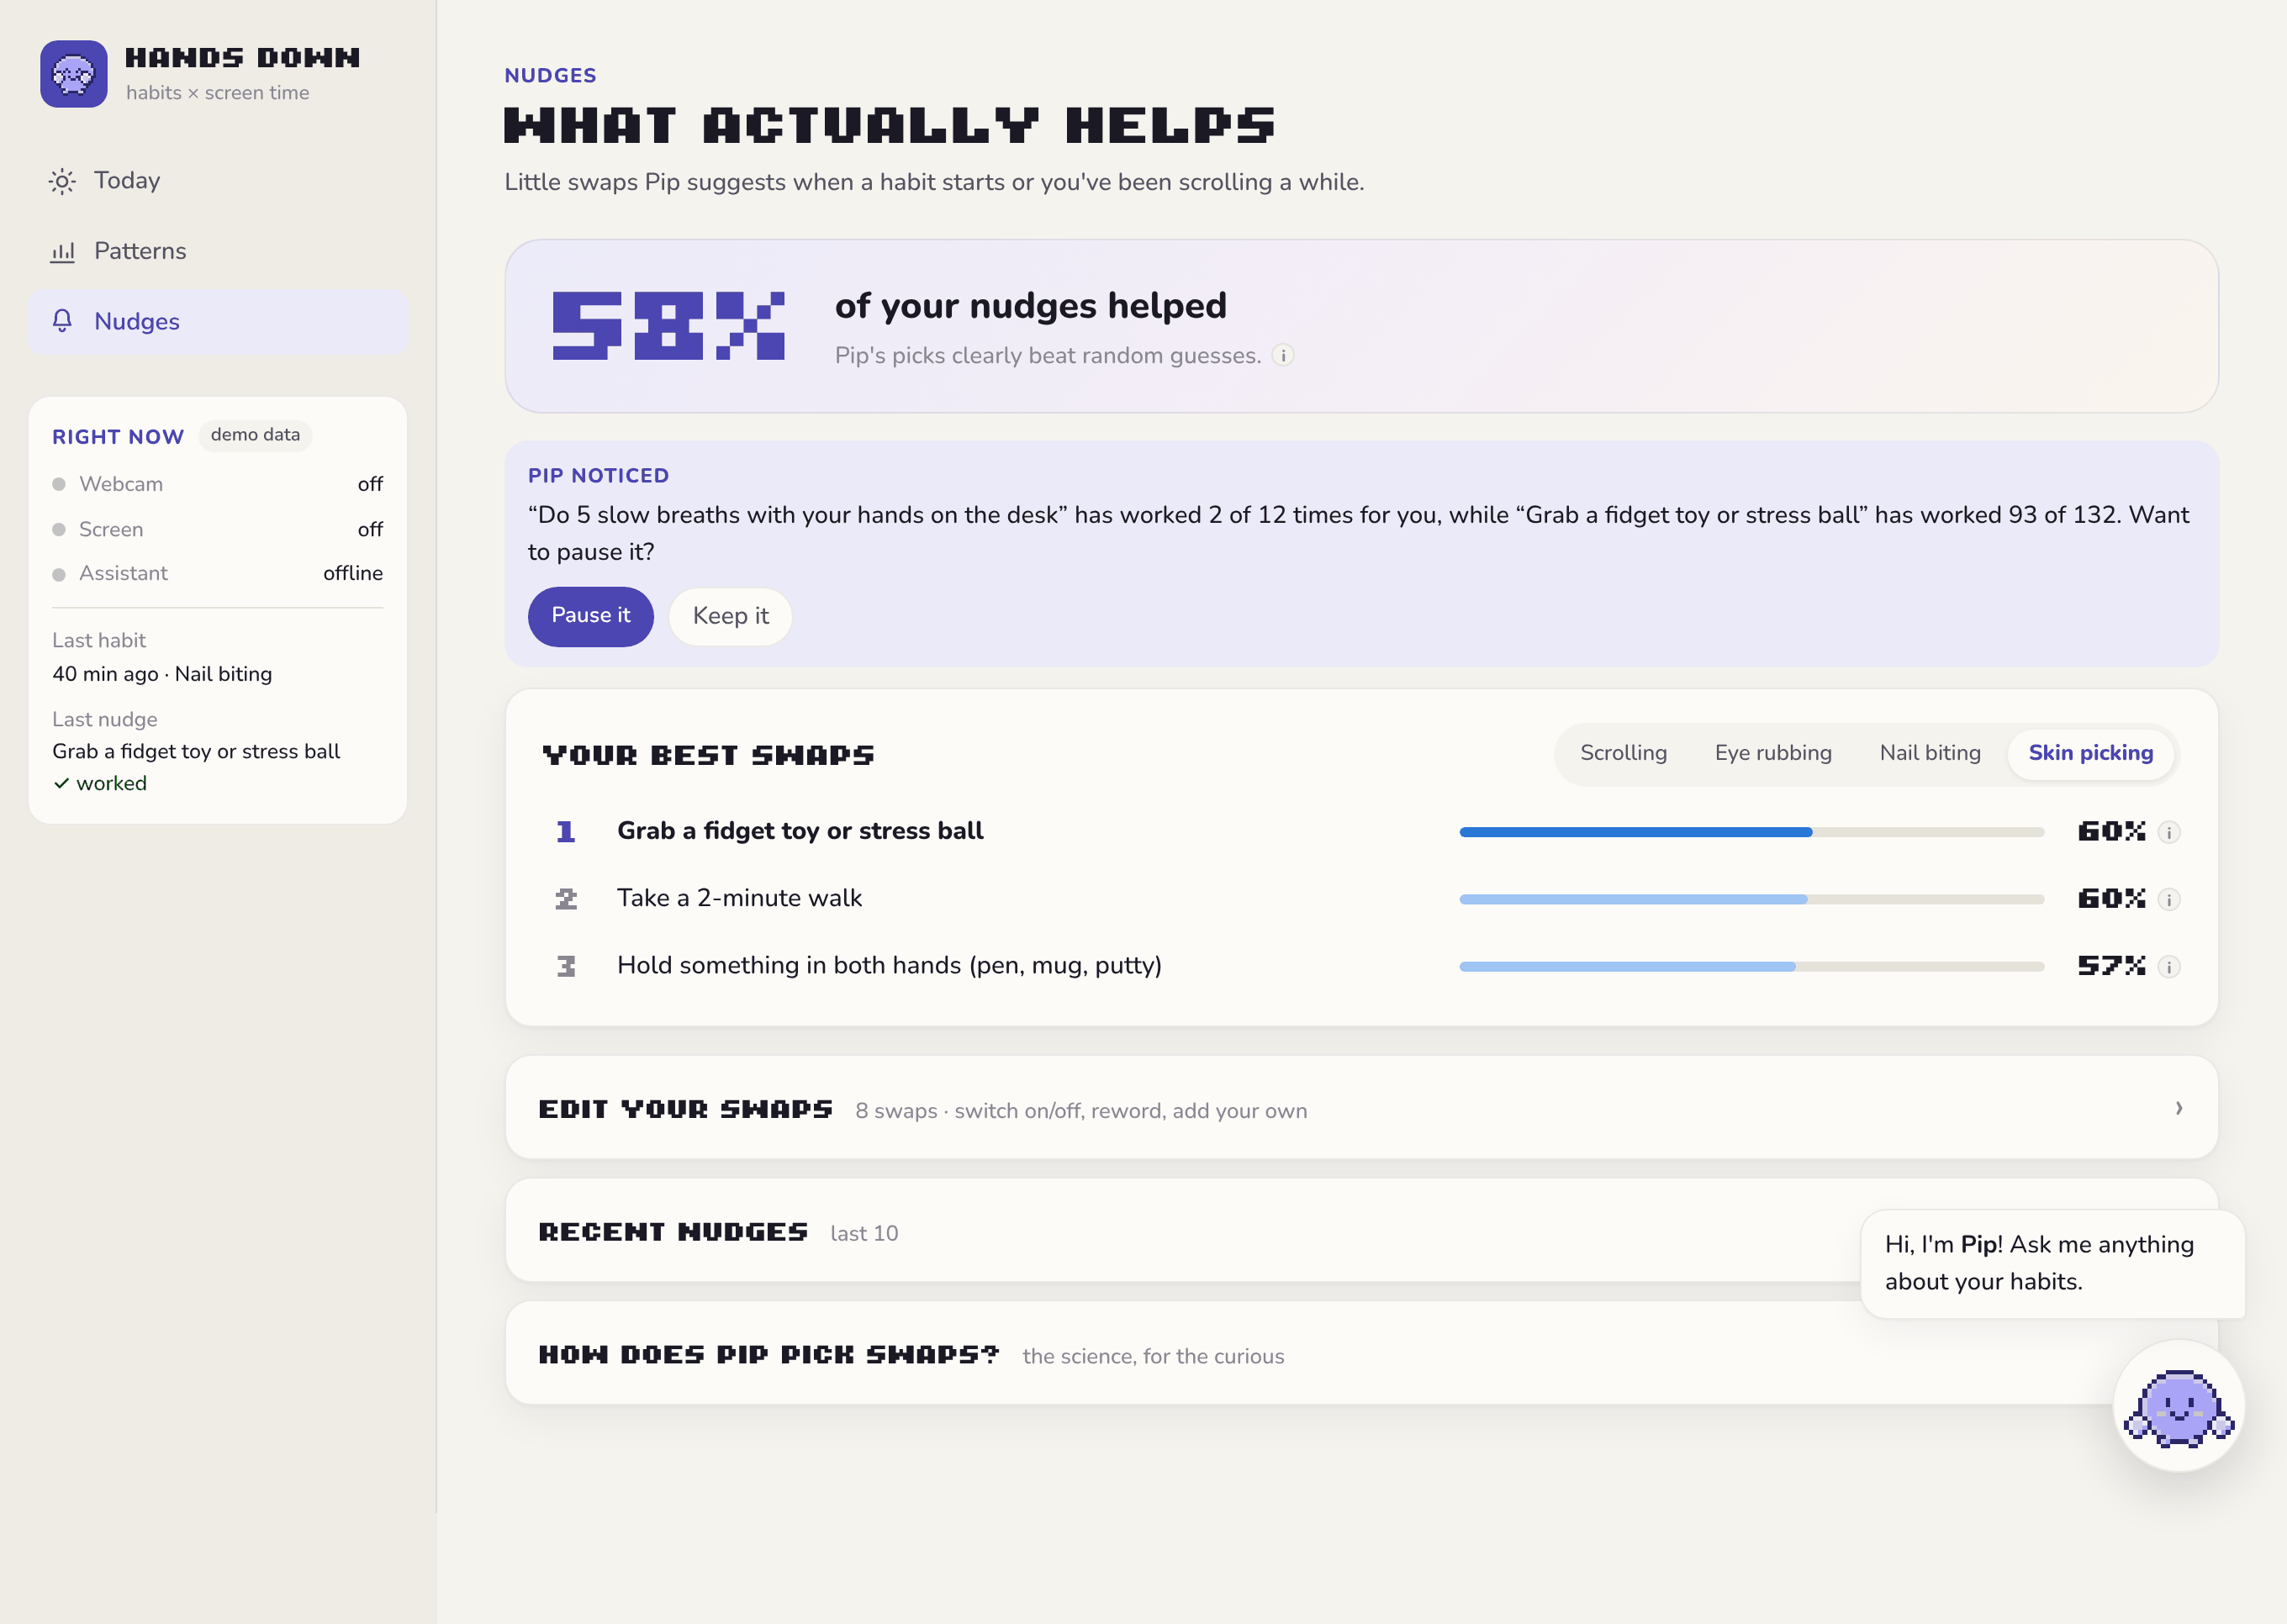 HANDS DOWN
habits × screen time
Today
Patterns
Nudges
RIGHT NOW demo data
Webcam off
Screen off
Assistant offline
Last habit
40 min ago · Nail biting
Last nudge
Grab a fidget toy or stress ball
✓ worked
NUDGES
WHAT ACTUALLY HELPS
Little swaps Pip suggests when a habit starts or you've been scrolling a while.
58% of your nudges helped
Pip's picks clearly beat random guesses. i
PIP NOTICED
“Do 5 slow breaths with your hands on the desk” has worked 2 of 12 times for you, while “Grab a fidget toy or stress ball” has worked 93 of 132. Want
to pause it?
Pause it Keep it
YOUR BEST SWAPS Scrolling Eye rubbing Nail biting Skin picking
1 Grab a fidget toy or stress ball 60% i
2 Take a 2-minute walk 60% i
3 Hold something in both hands (pen, mug, putty) 57% i
EDIT YOUR SWAPS 8 swaps · switch on/off, reword, add your own ›
RECENT NUDGES last 10
Hi, I'm Pip! Ask me anything
about your habits.
HOW DOES PIP PICK SWAPS? the science, for the curious